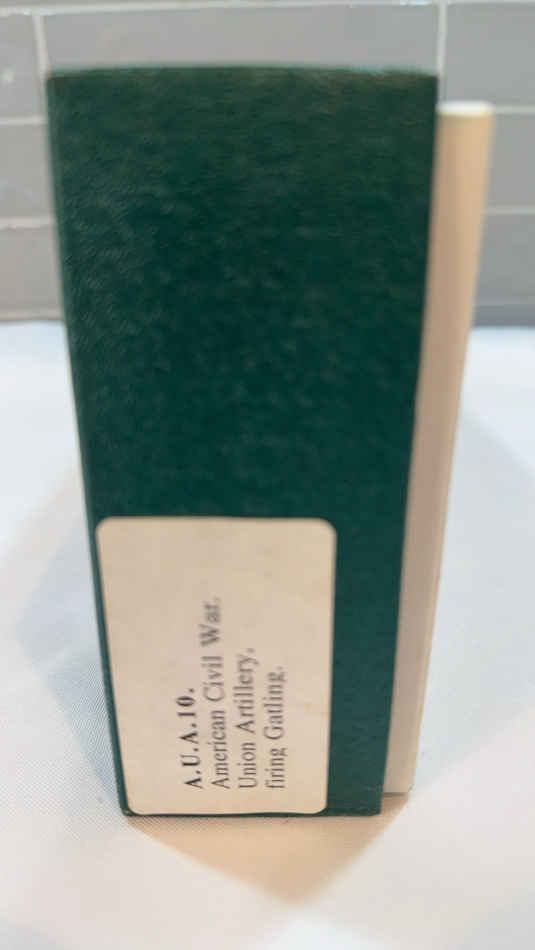 A.U.A.10.
American Civil War.
Union Artillery,
firing Gatling.